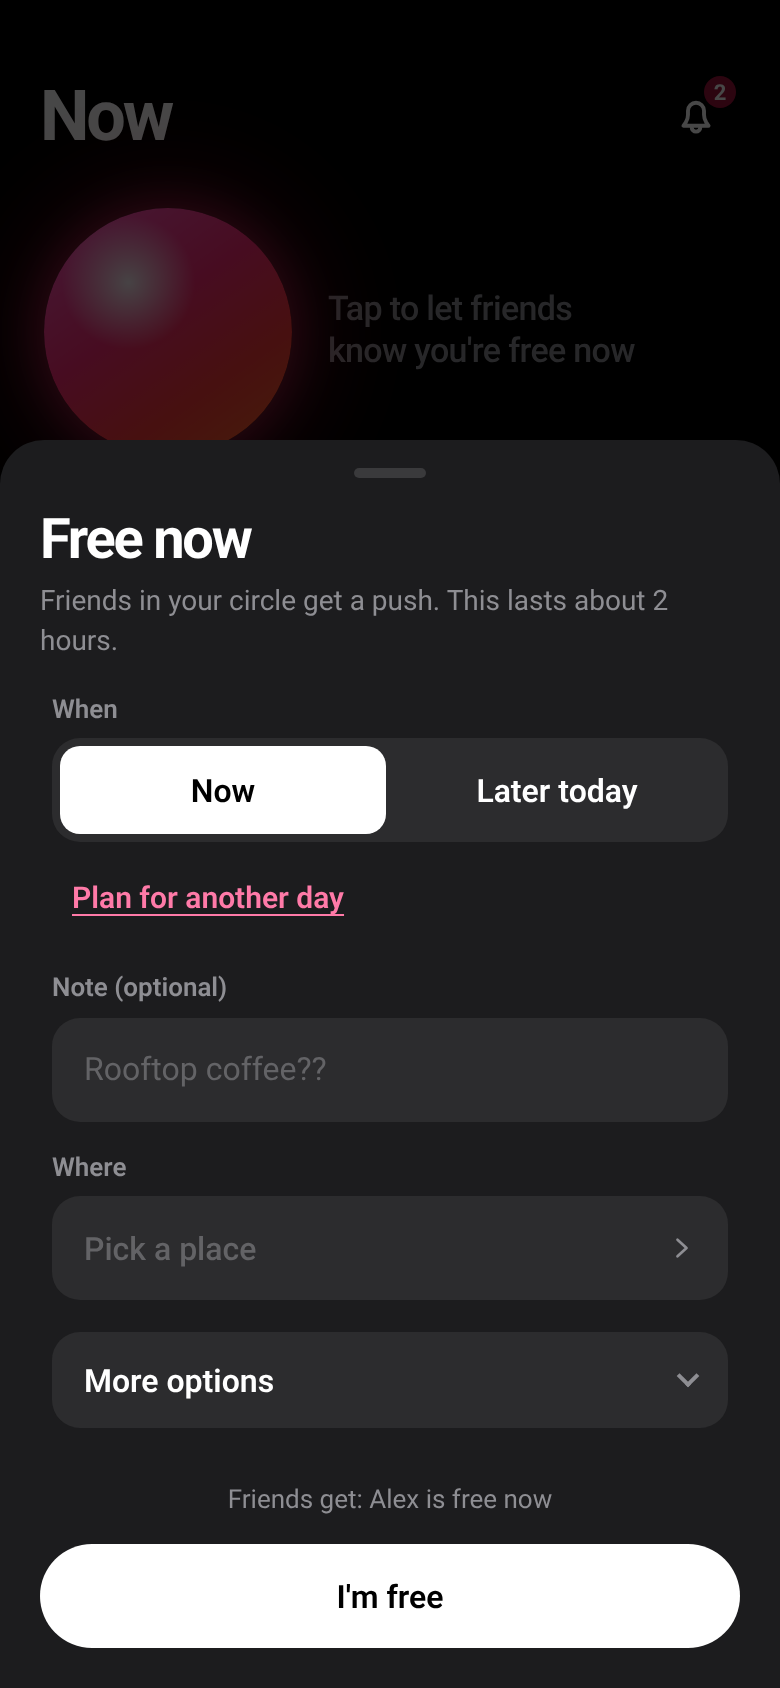 Now
2
Tap to let friends
know you're free now
Free now
Friends in your circle get a push. This lasts about 2
hours.
When
Now
Later today
Plan for another day
Note (optional)
Rooftop coffee??
Where
Pick a place
More options
Friends get: Alex is free now
I'm free